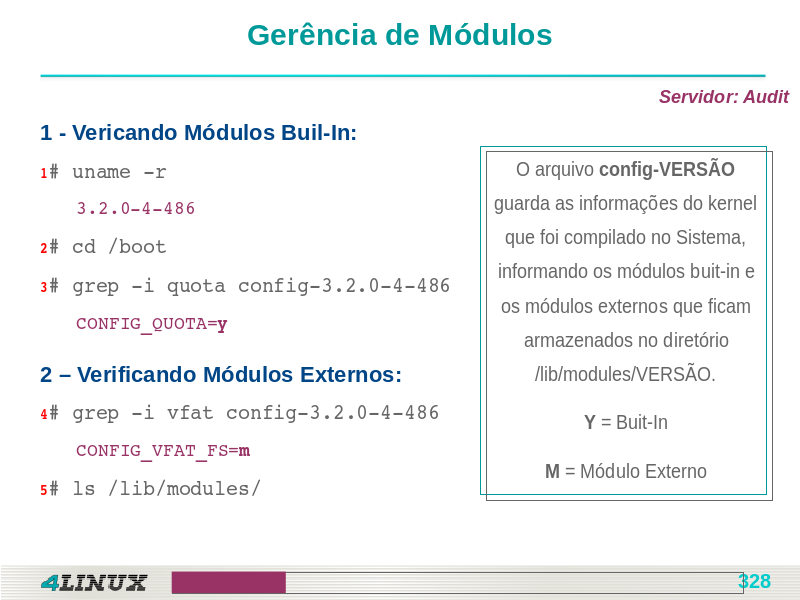 Gerência de Módulos
Servidor: Audit
1 - Vericando Módulos Buil-In:
1# uname -r
3.2.0-4-486
2# cd /boot
3# grep -i quota config-3.2.0-4-486
CONFIG_QUOTA=y
2 – Verificando Módulos Externos:
4# grep -i vfat config-3.2.0-4-486
CONFIG_VFAT_FS=m
5# ls /lib/modules/
O arquivo config-VERSÃO
guarda as informações do kernel
que foi compilado no Sistema,
informando os módulos buit-in e
os módulos externos que ficam
armazenados no diretório
/lib/modules/VERSÃO.
Y = Buit-In
M = Módulo Externo
4LINUX
328